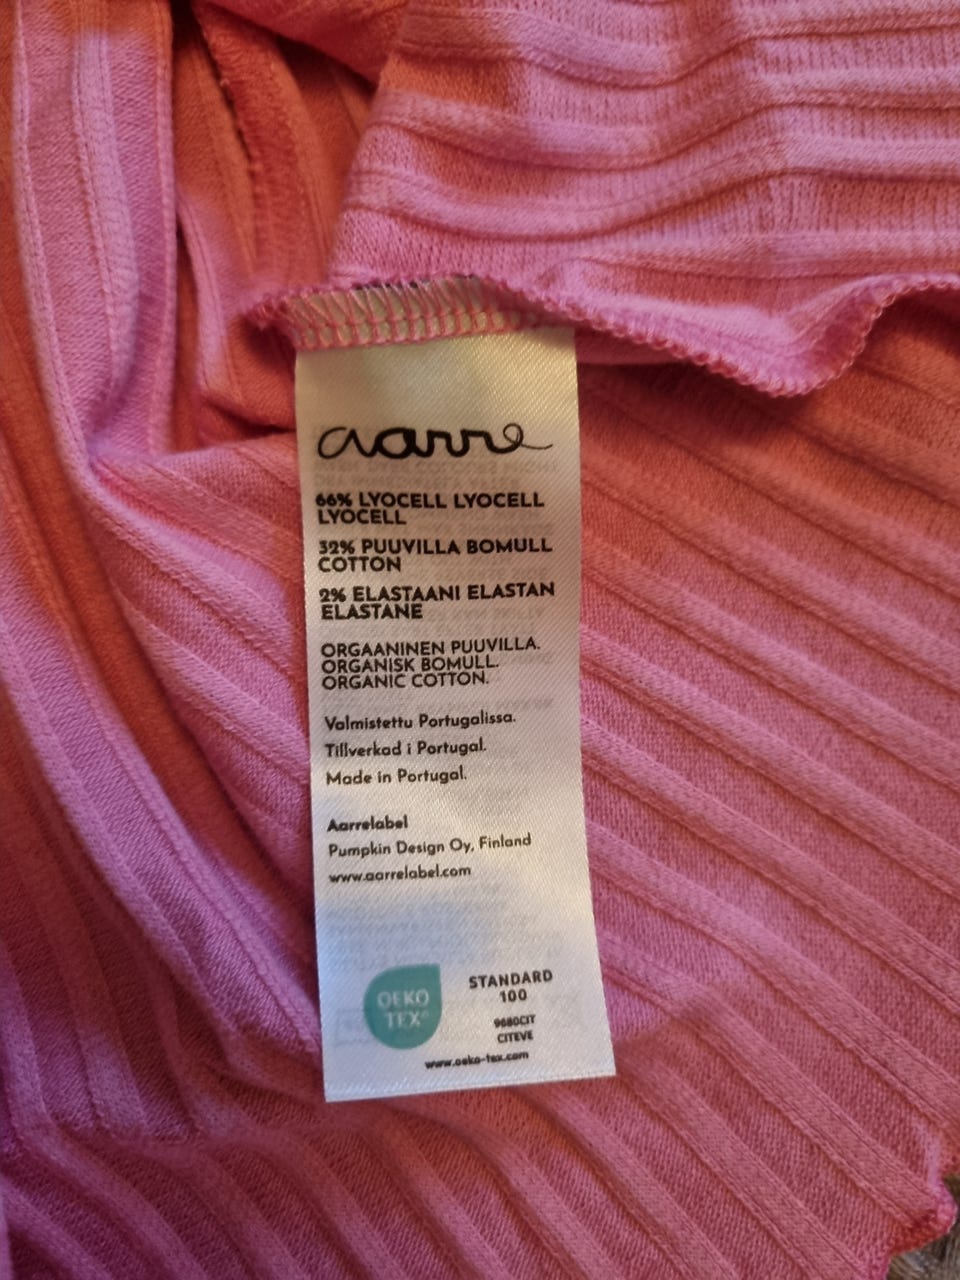 aarre
66% LYOCELL LYOCELL
LYOCELL
32% PUUVILLA BOMULL
COTTON
2% ELASTAANI ELASTAN
ELASTANE
ORGAANINEN PUUVILLA.
ORGANISK BOMULL.
ORGANIC COTTON.
Valmistettu Portugalissa.
Tillverkad i Portugal.
Made in Portugal.
Aarrelabel
Pumpkin Design Oy, Finland
www.aarrelabel.com
OEKO
TEX®
STANDARD
100
9680CIT
CITEVE
www.oeko-tex.com